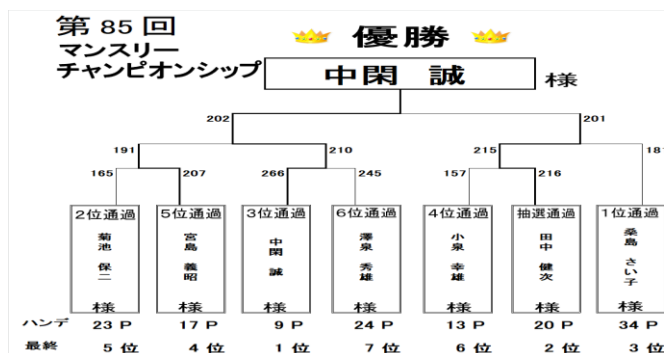 第 85 回
マンスリー
チャンピオンシップ
優勝
中閑 誠 様
202 201
191 210 215 181
165 207 266 245 157 216
2位通過 5位通過 3位通過 6位通過 4位通過 抽選通過 1位通過
菊池 保二 宮島 義昭 中閑 誠 澤泉 秀雄 小泉 幸雄 田中 健次 桑島 さい子
様 様 様 様 様 様 様
ハンデ 23 P 17 P 9 P 24 P 13 P 20 P 34 P
最終 5 位 4 位 1 位 7 位 6 位 2 位 3 位